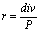 r = div / P